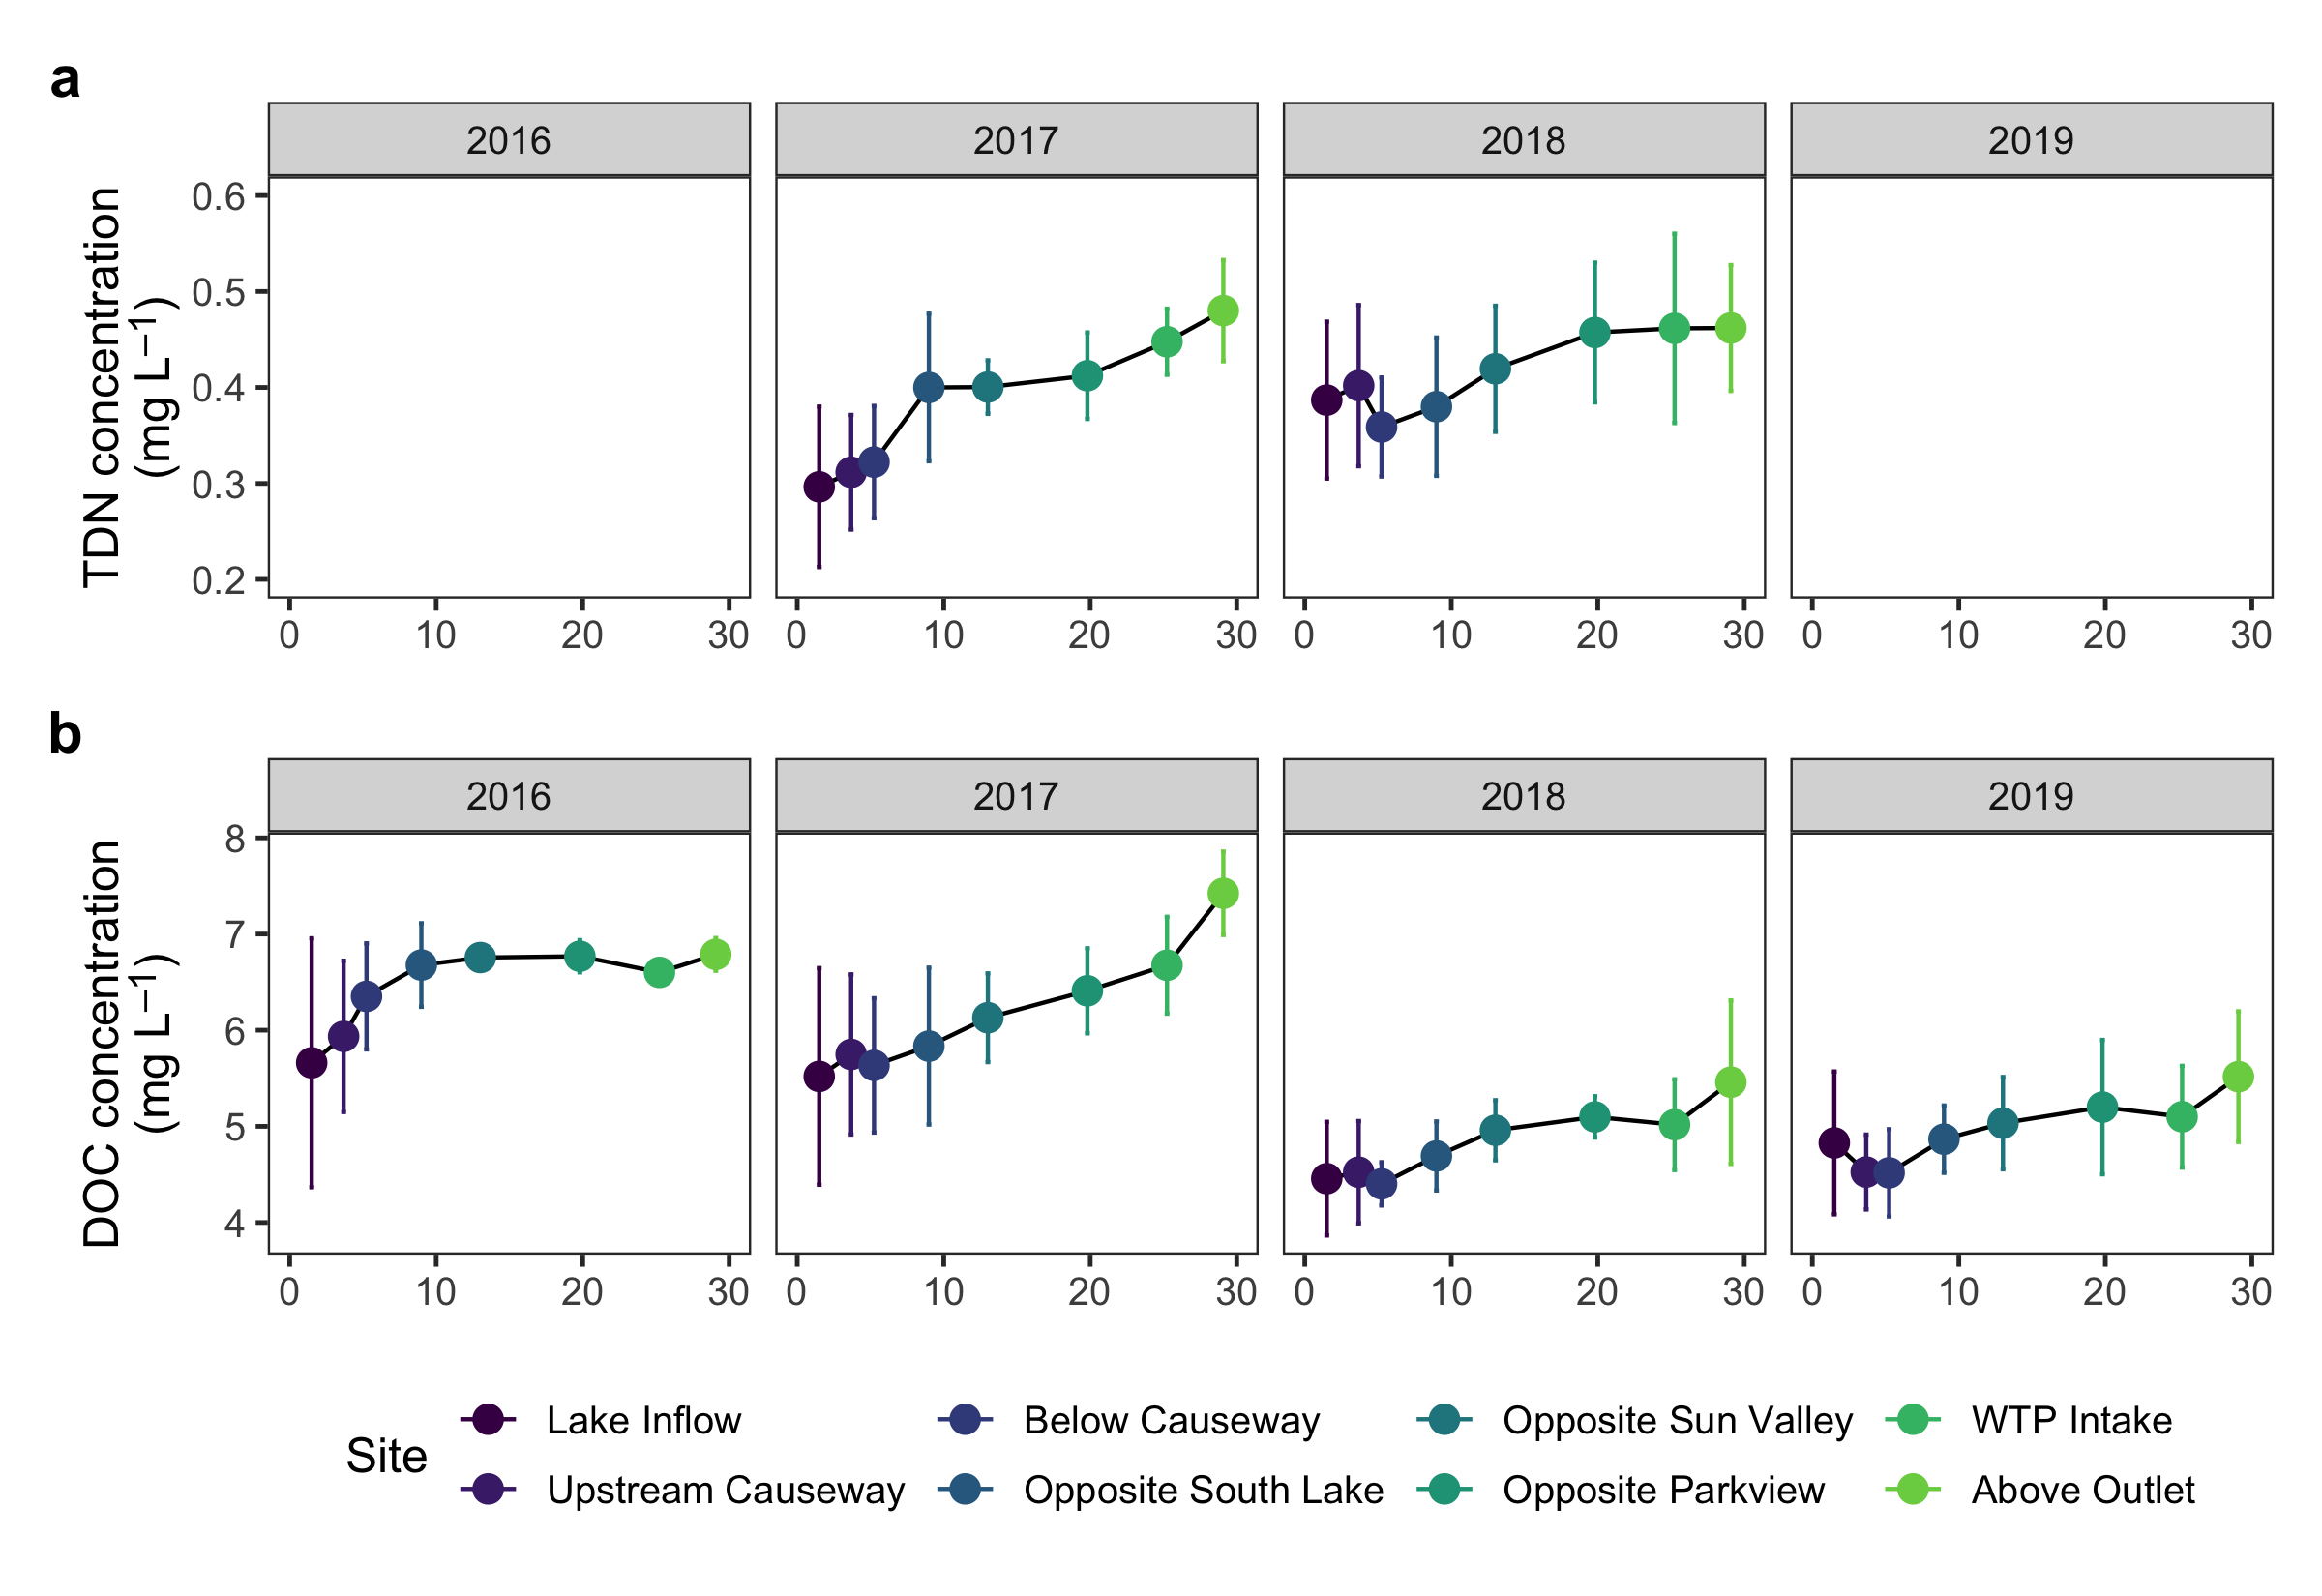 a
2016 2017 2018 2019
TDN concentration
(mg L−1)
0.6
0.5
0.4
0.3
0.2
0 10 20 30 0 10 20 30 0 10 20 30 0 10 20 30
b
2016 2017 2018 2019
DOC concentration
(mg L−1)
8
7
6
5
4
0 10 20 30 0 10 20 30 0 10 20 30 0 10 20 30
Site
Lake Inflow Below Causeway Opposite Sun Valley WTP Intake
Upstream Causeway Opposite South Lake Opposite Parkview Above Outlet